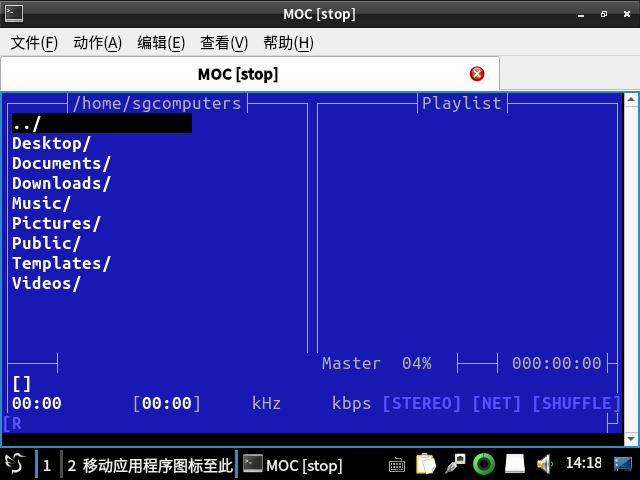 MOC [stop]
文件(F) 动作(A) 编辑(E) 查看(V) 帮助(H)
MOC [stop]
/home/sgcomputers Playlist
../
Desktop/
Documents/
Downloads/
Music/
Pictures/
Public/
Templates/
Videos/
Master 04% 000:00:00
[]
00:00 [00:00] kHz kbps [STEREO] [NET] [SHUFFLE]
[R
1 2 移动应用程序图标至此 MOC [stop] 14:18